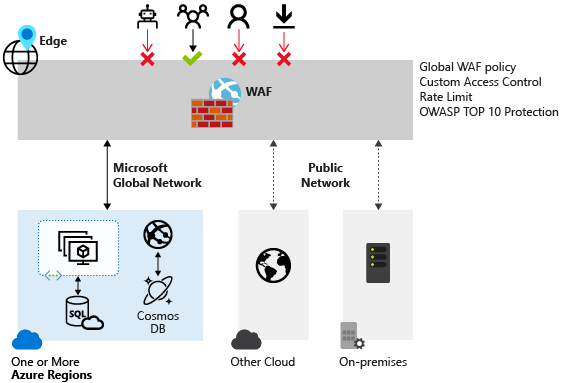 Edge
WAF
Global WAF policy
Custom Access Control
Rate Limit
OWASP TOP 10 Protection
Microsoft
Global Network
Public
Network
SQL
Cosmos
DB
One or More
Azure Regions
Other Cloud
On-premises